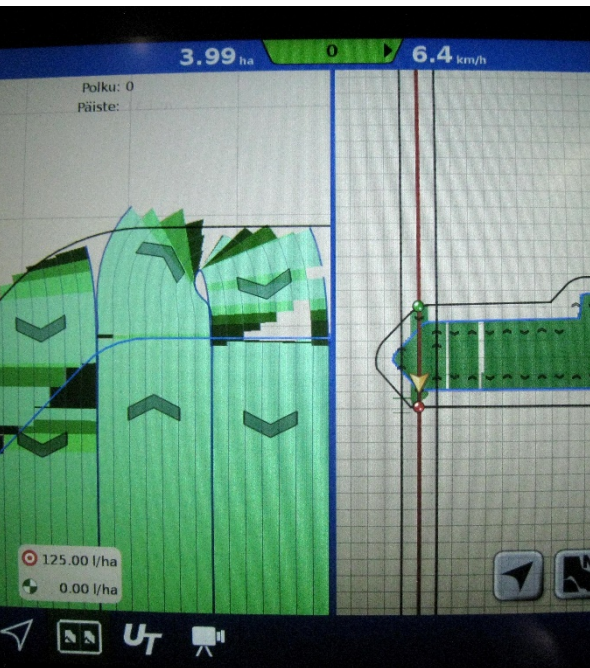 3.99 ha
0
6.4 km/h
Polku: 0
Päiste:
125.00 l/ha
0.00 l/ha
UT